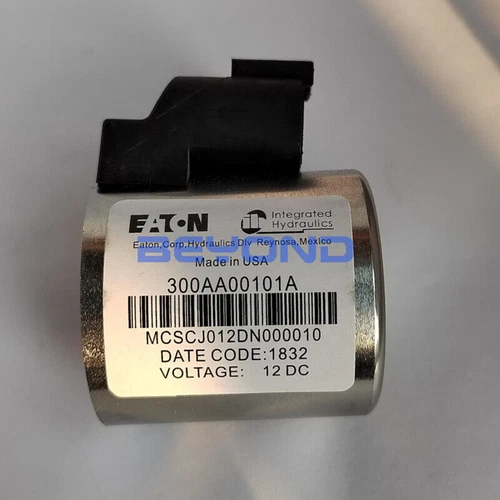 EATON Integrated Hydraulics
Eaton,Corp,Hydraulics Div Reynosa,Mexico
BEYOND
Made in USA
300AA00101A
MCSCJ012DN000010
DATE CODE:1832
VOLTAGE: 12 DC